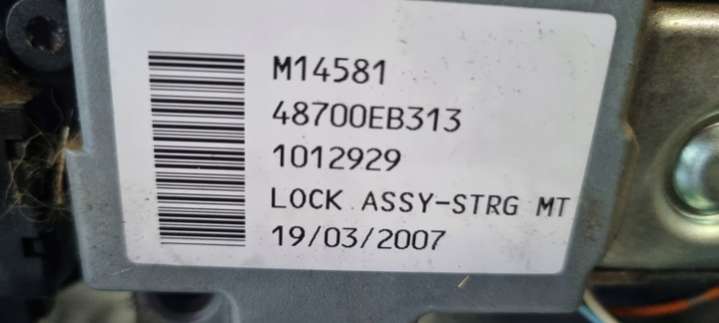 M14581
48700EB313
1012929
LOCK ASSY-STRG MT
19/03/2007